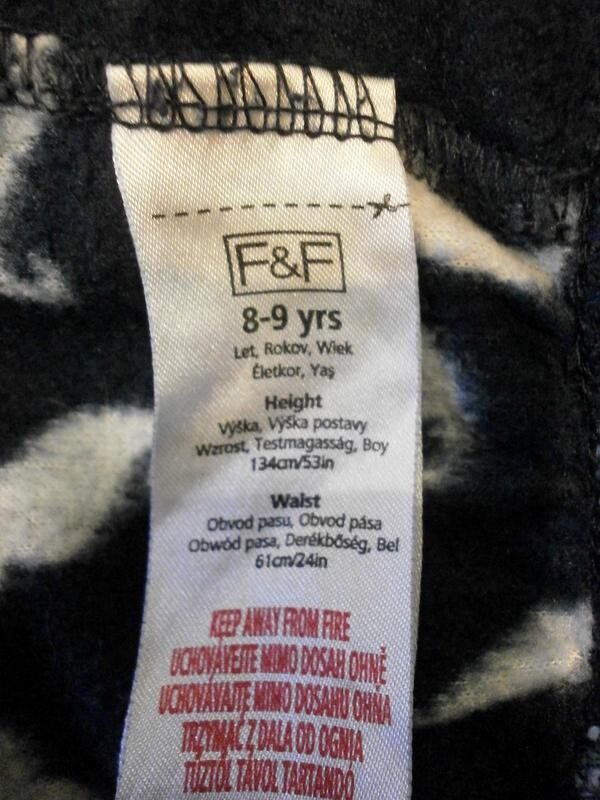 F&F
8-9 yrs
Let, Rokov, Wiek
Életkor, Yaş
Height
Výška, Výška postavy
Wzrost, Testmagasság, Boy
134cm/53in
Waist
Obvod pasu, Obvod pása
Obwód pasa, Derékbőség, Bel
61cm/24in
KEEP AWAY FROM FIRE
UCHOVÁVEJTE MIMO DOSAH OHNĚ
UCHOVÁVAJTE MIMO DOSAHU OHŇA
TRZYMAĆ Z DALA OD OGNIA
TŰZTŐL TÁVOL TARTANDÓ